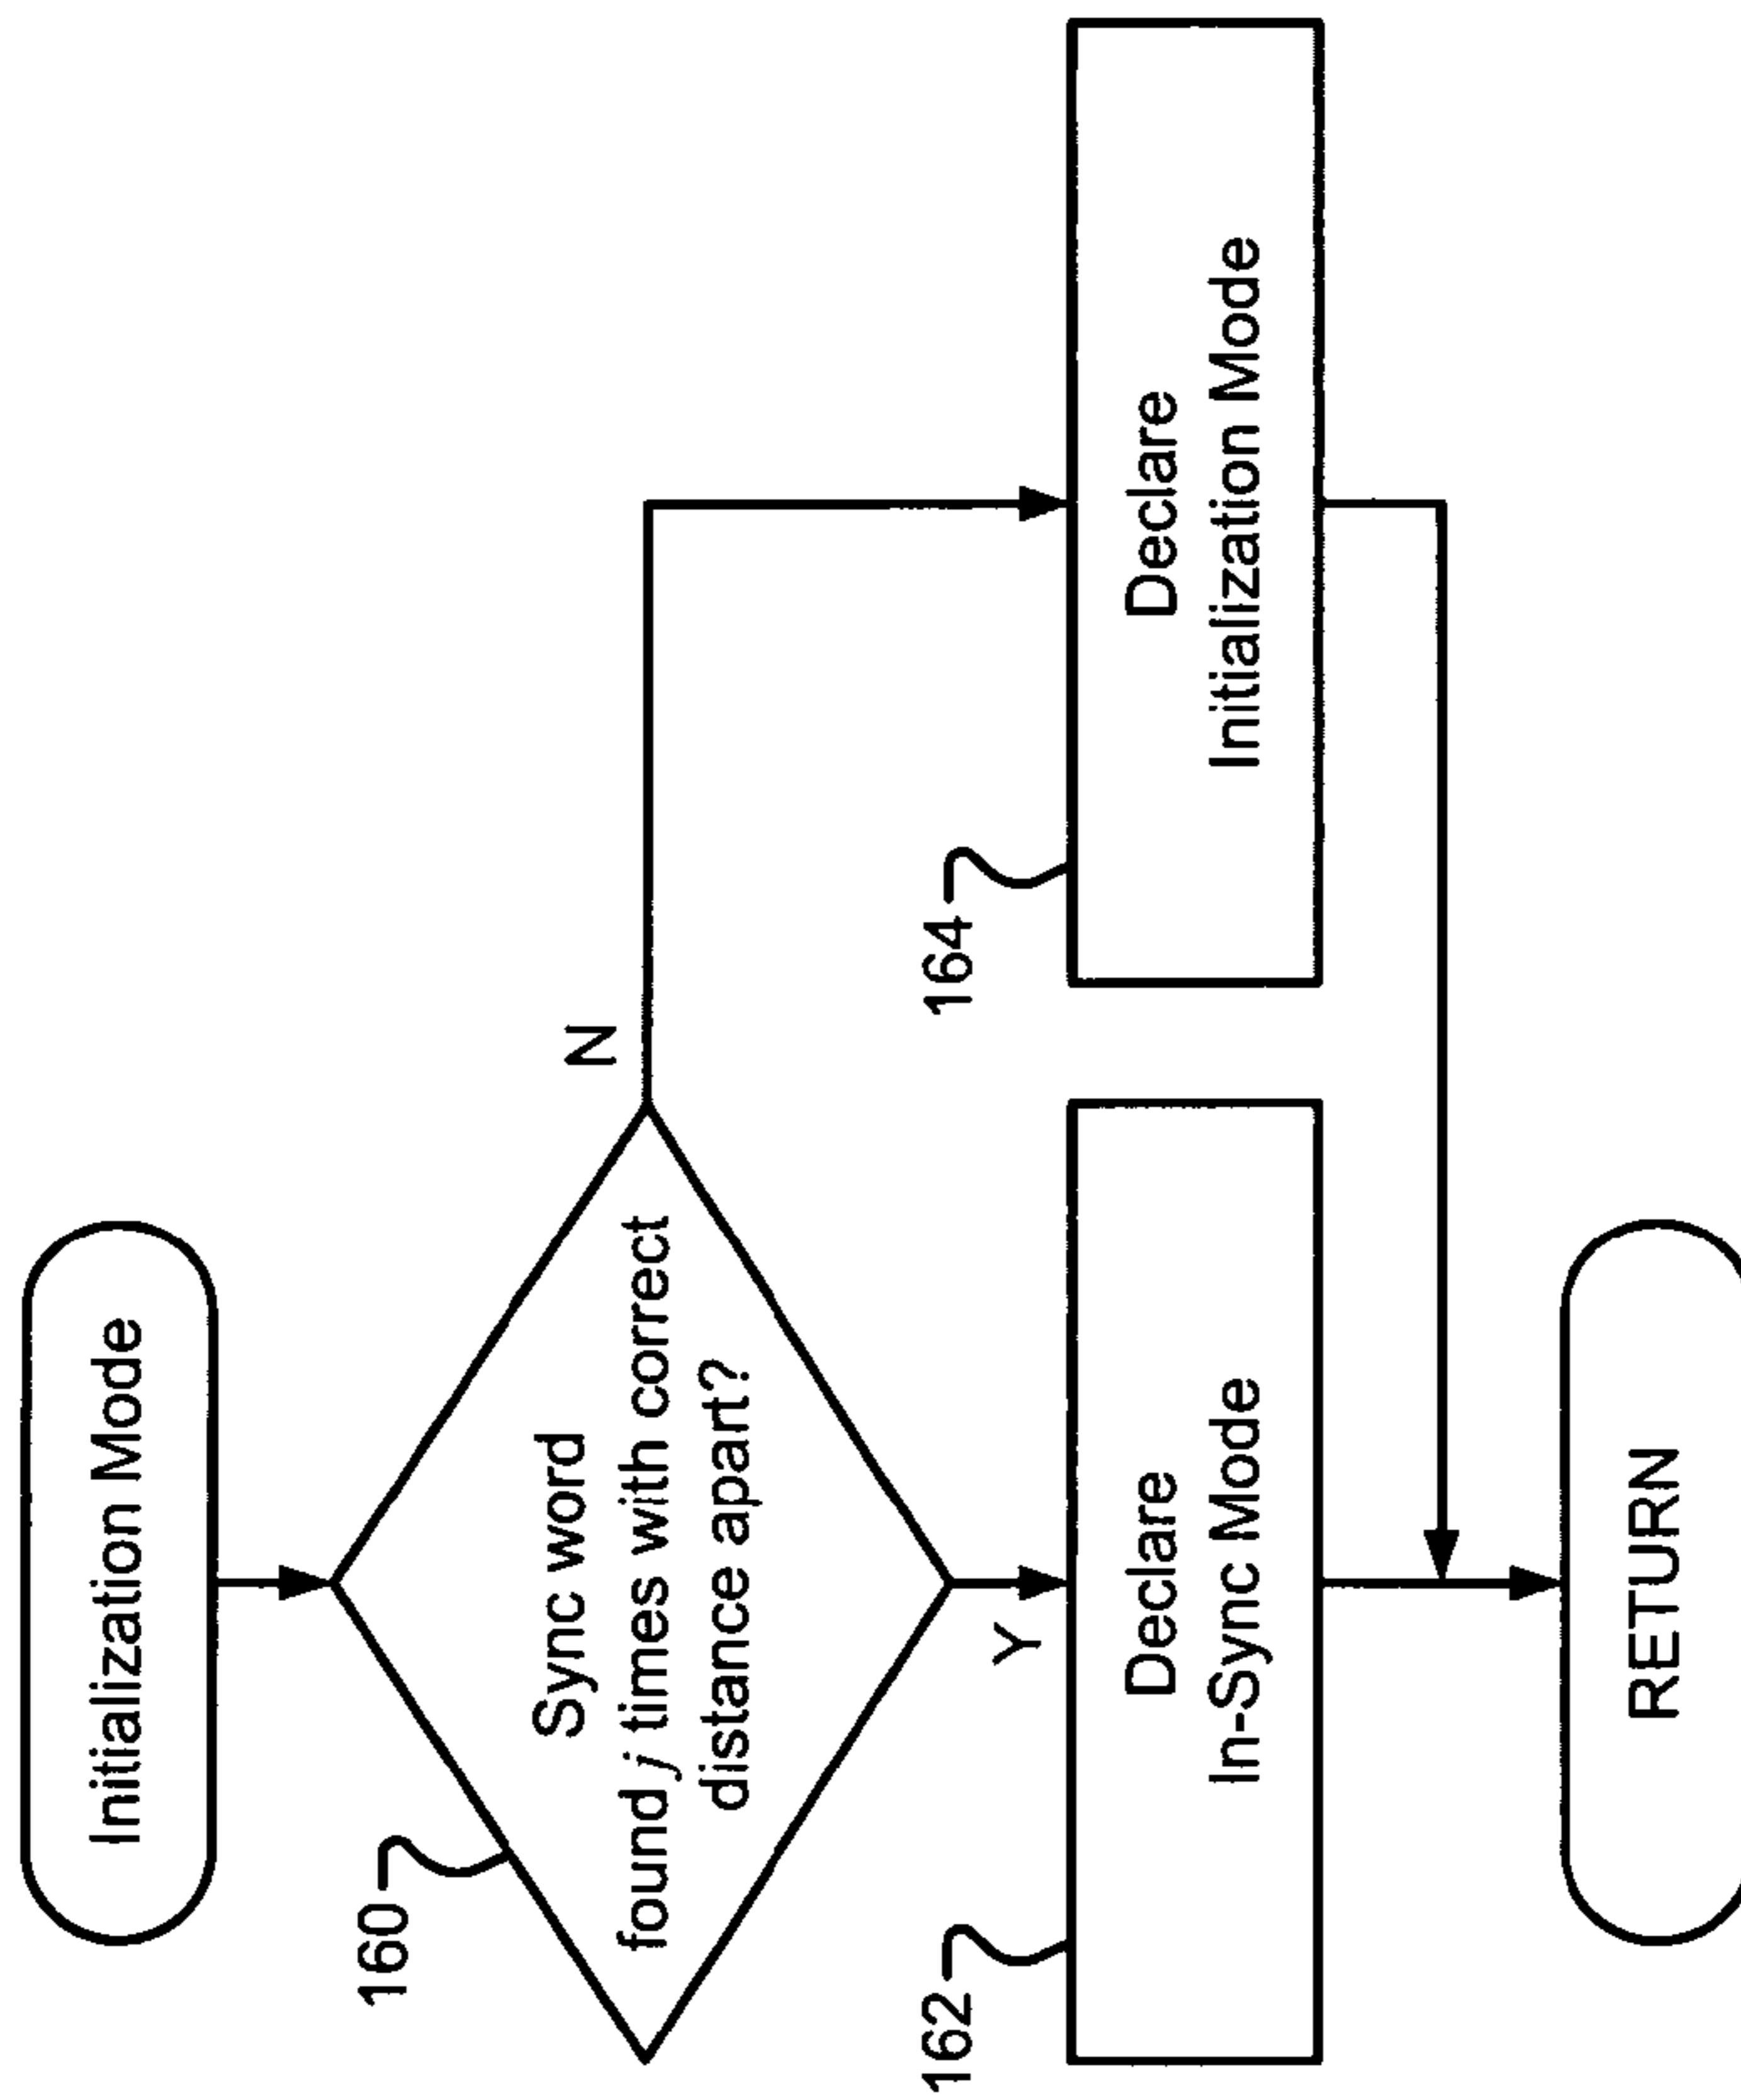 Initialization Mode
160
Sync word
found j times with correct
distance apart?
N
Y
162
Declare
In-Sync Mode
164
Declare
Initialization Mode
RETURN